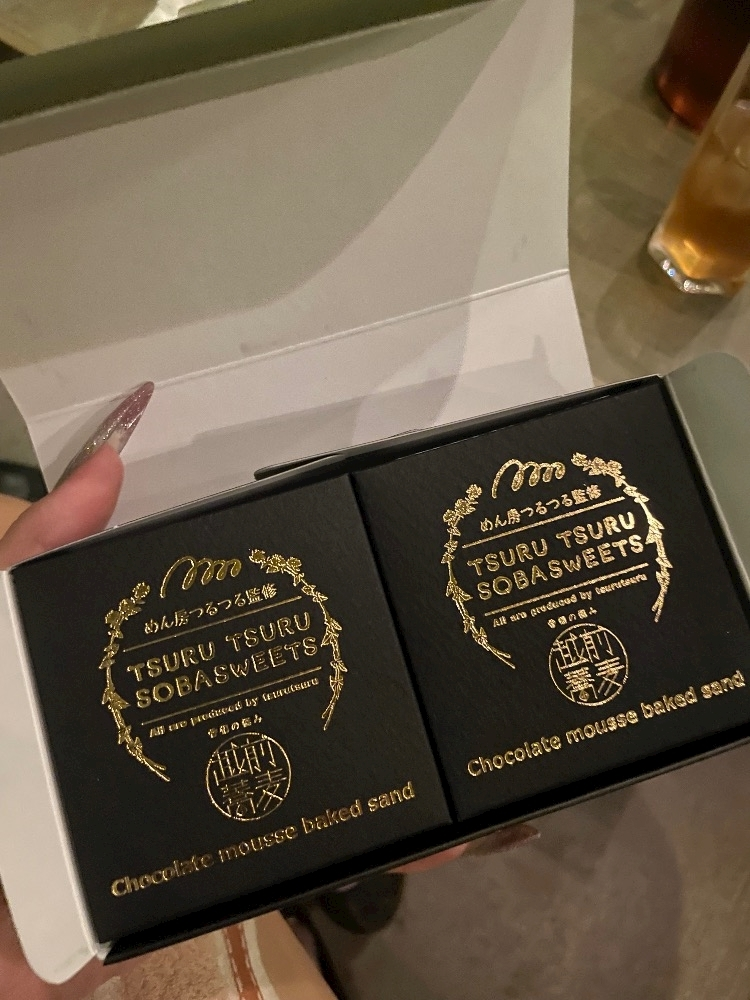 めん房つるつる監修
TSURU TSURU
SOBASWEETS
All are produced by tsurutsuru
越前
蕎麦
Chocolate mousse baked sand
めん房つるつる監修
TSURU TSURU
SOBASWEETS
All are produced by tsurutsuru
越前
蕎麦
Chocolate mousse baked sand